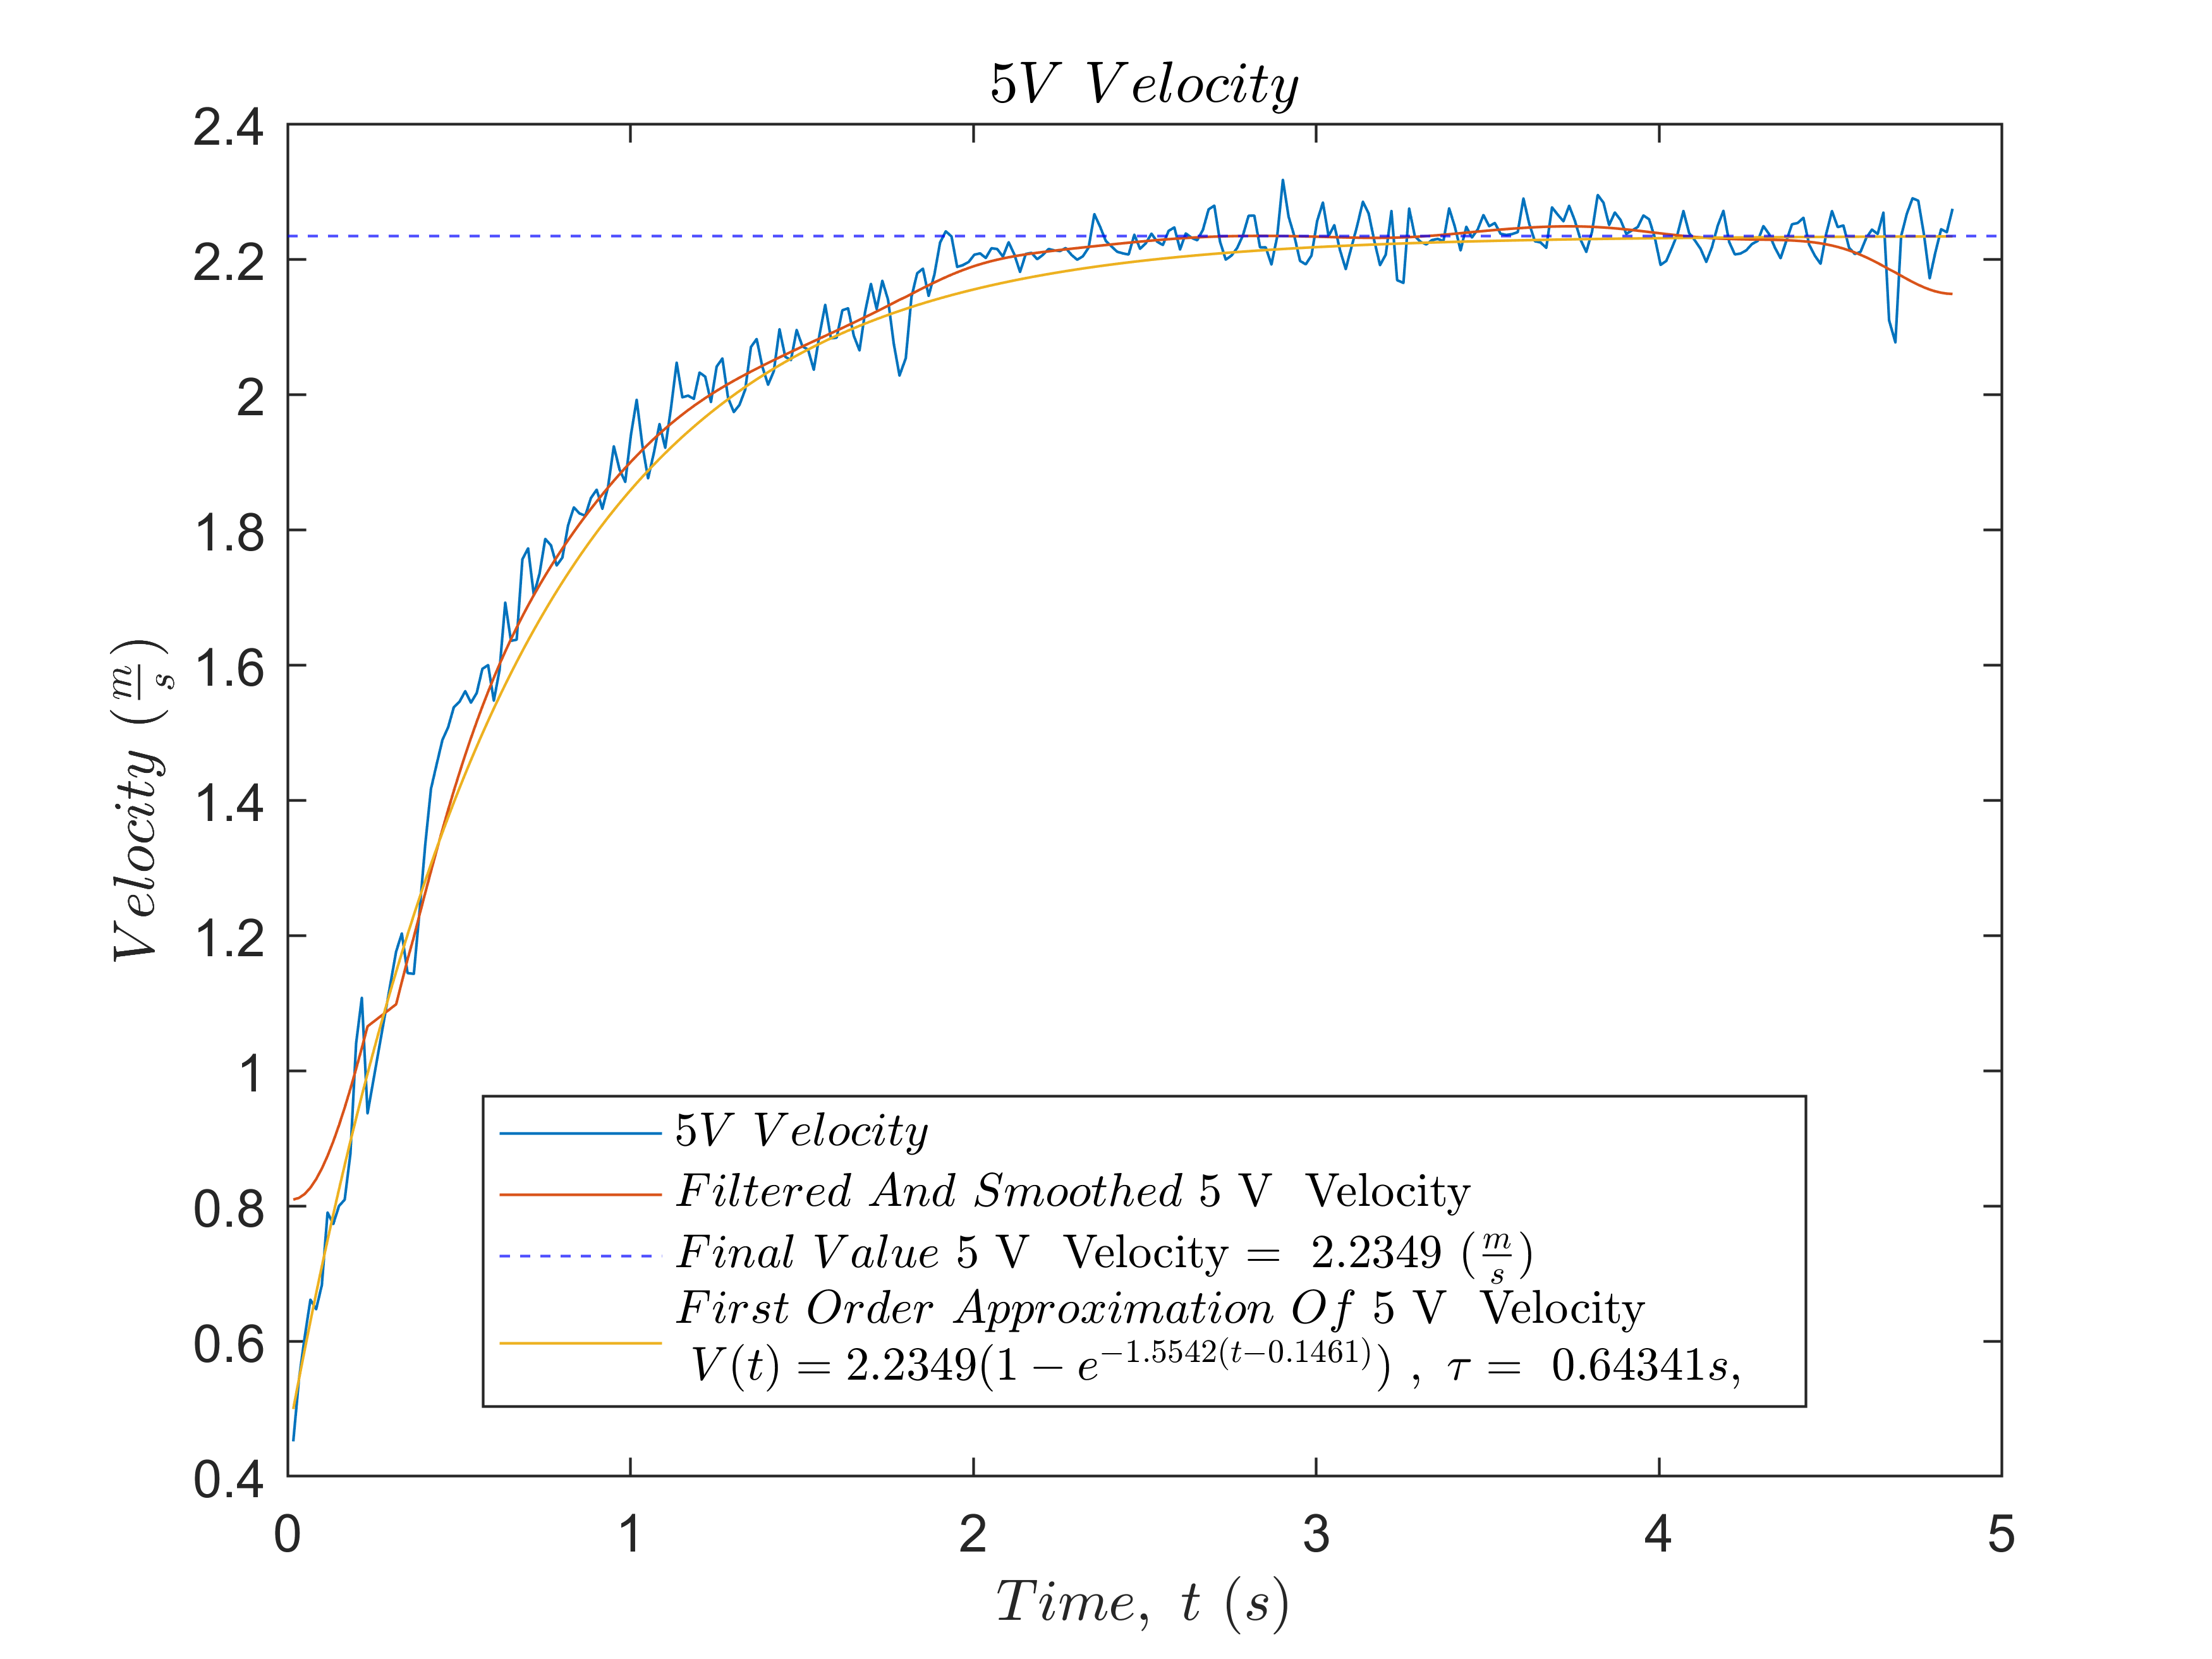 5V Velocity
2.4
2.2
2
1.8
1.6
1.4
1.2
1
0.8
0.6
0.4
Velocity (m/s)
5V Velocity
Filtered And Smoothed 5 V Velocity
Final Value 5 V Velocity = 2.2349 (m/s)
First Order Approximation Of 5 V Velocity
V(t) = 2.2349(1 − e^{−1.5542(t−0.1461)}) , τ = 0.64341s,
0 1 2 3 4 5
Time, t (s)